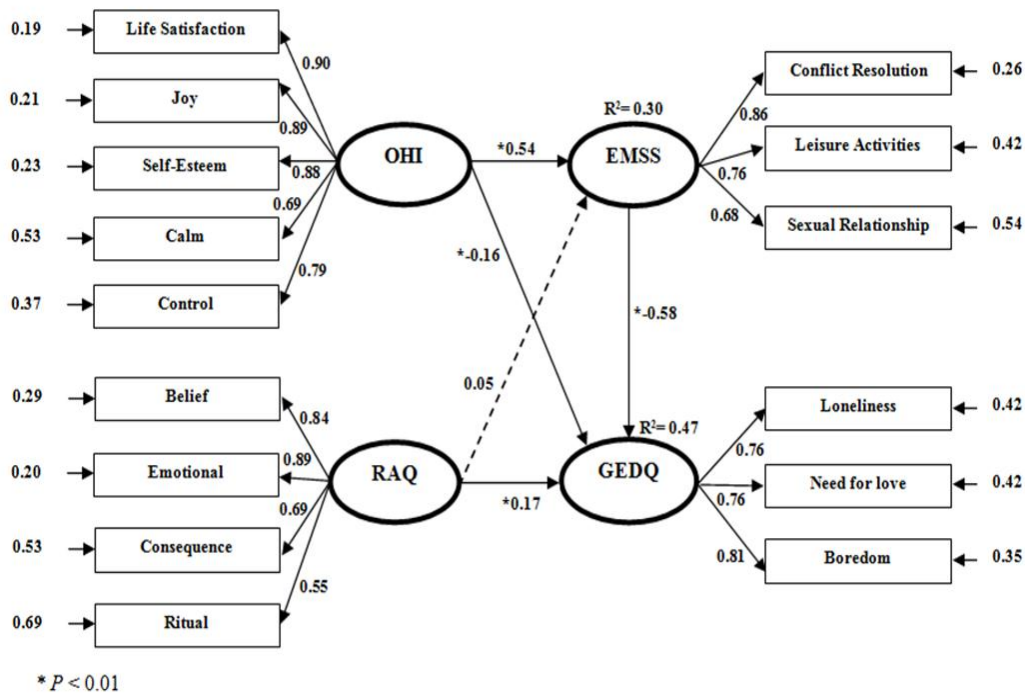 0.19 Life Satisfaction
0.90
0.21 Joy
0.89
0.23 Self-Esteem
0.88
0.69
0.53 Calm
0.79
0.37 Control
OHI
*0.54
*-0.16
R²= 0.30
EMSS
0.86
Conflict Resolution 0.26
0.76
Leisure Activities 0.42
0.68
Sexual Relationship 0.54
*-0.58
0.05
0.29 Belief
0.84
0.20 Emotional
0.89
0.69
0.53 Consequence
0.55
0.69 Ritual
RAQ
*0.17
R²= 0.47
GEDQ
0.76
Loneliness 0.42
0.76
Need for love 0.42
0.81
Boredom 0.35
* P < 0.01